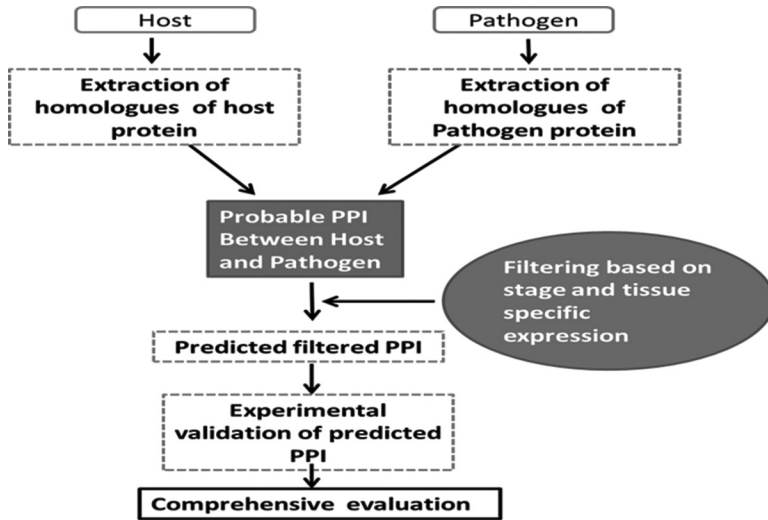 Host
Pathogen
Extraction of
homologues of host
protein
Extraction of
homologues of
Pathogen protein
Probable PPI
Between Host
and Pathogen
Filtering based on
stage and tissue
specific
expression
Predicted filtered PPI
Experimental
validation of predicted
PPI
Comprehensive evaluation